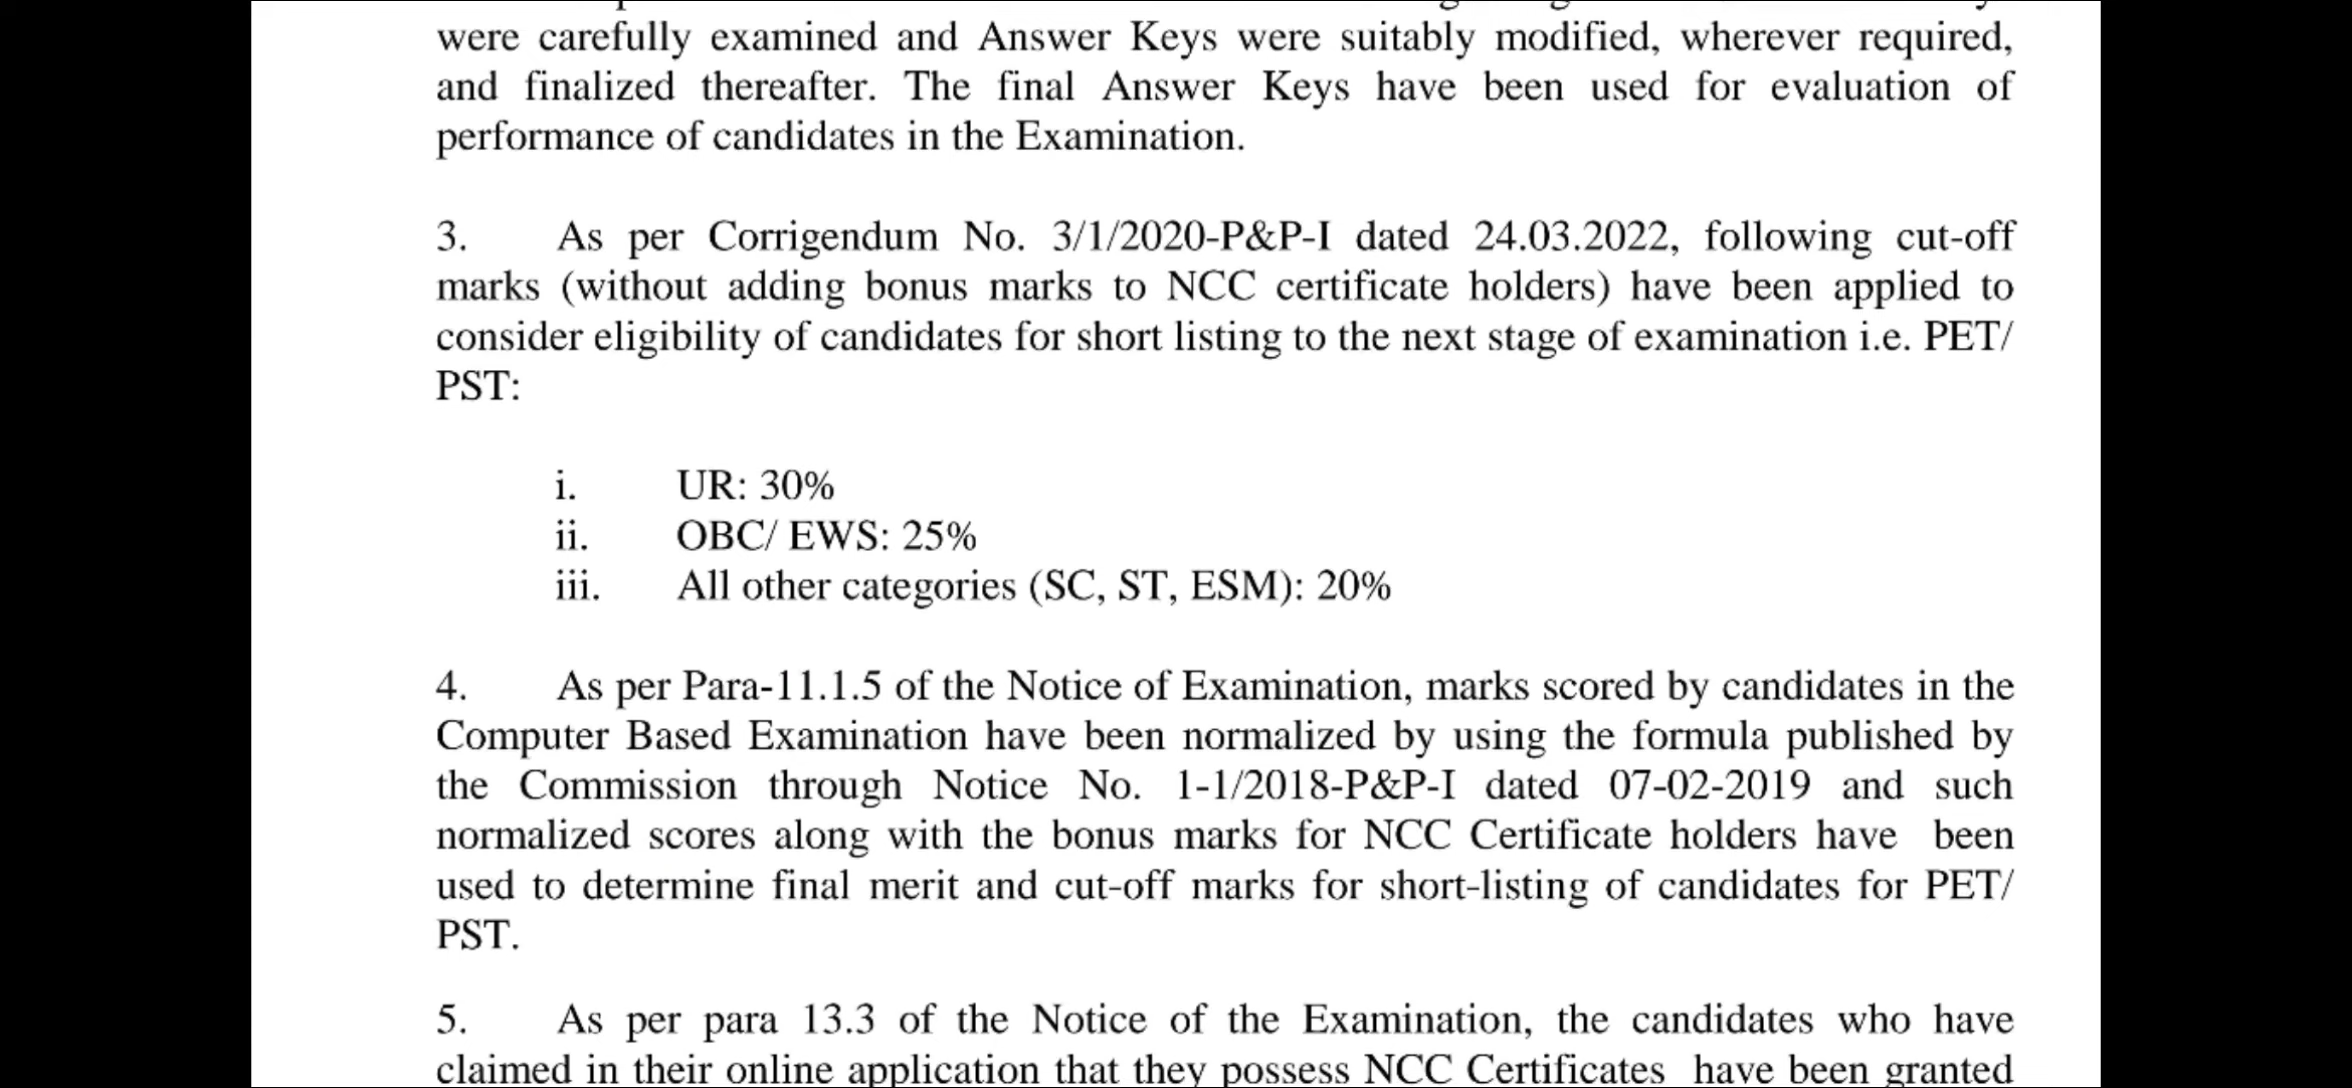 were carefully examined and Answer Keys were suitably modified, wherever required,
and finalized thereafter. The final Answer Keys have been used for evaluation of
performance of candidates in the Examination.
3. As per Corrigendum No. 3/1/2020-P&P-I dated 24.03.2022, following cut-off
marks (without adding bonus marks to NCC certificate holders) have been applied to
consider eligibility of candidates for short listing to the next stage of examination i.e. PET/
PST:
i. UR: 30%
ii. OBC/ EWS: 25%
iii. All other categories (SC, ST, ESM): 20%
4. As per Para-11.1.5 of the Notice of Examination, marks scored by candidates in the
Computer Based Examination have been normalized by using the formula published by
the Commission through Notice No. 1-1/2018-P&P-I dated 07-02-2019 and such
normalized scores along with the bonus marks for NCC Certificate holders have been
used to determine final merit and cut-off marks for short-listing of candidates for PET/
PST.
5. As per para 13.3 of the Notice of the Examination, the candidates who have
claimed in their online application that they possess NCC Certificates have been granted